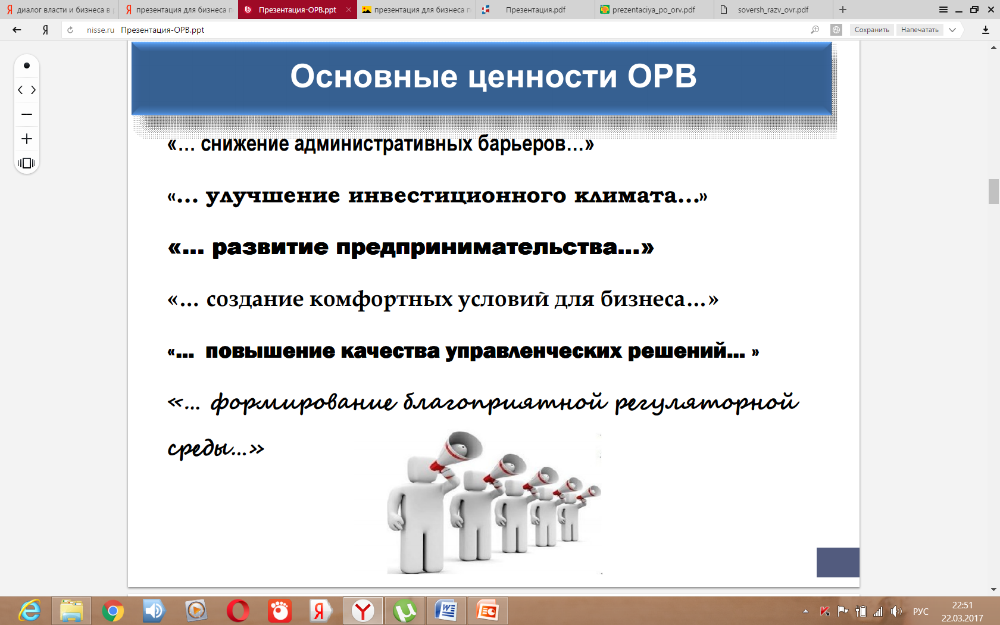 диалог власти и бизнеса в
презентация для бизнеса п
Презентация-ОРВ.ppt
презентация для бизнеса п
Презентация.pdf
prezentaciya_po_orv.pdf
soversh_razv_ovr.pdf
nisse.ru Презентация-ОРВ.ppt
Сохранить
Напечатать
Основные ценности ОРВ
«… снижение административных барьеров…»
«… улучшение инвестиционного климата…»
«… развитие предпринимательства…»
«… создание комфортных условий для бизнеса…»
«… повышение качества управленческих решений… »
«… формирование благоприятной регуляторной
среды…»
РУС
22:51
22.03.2017